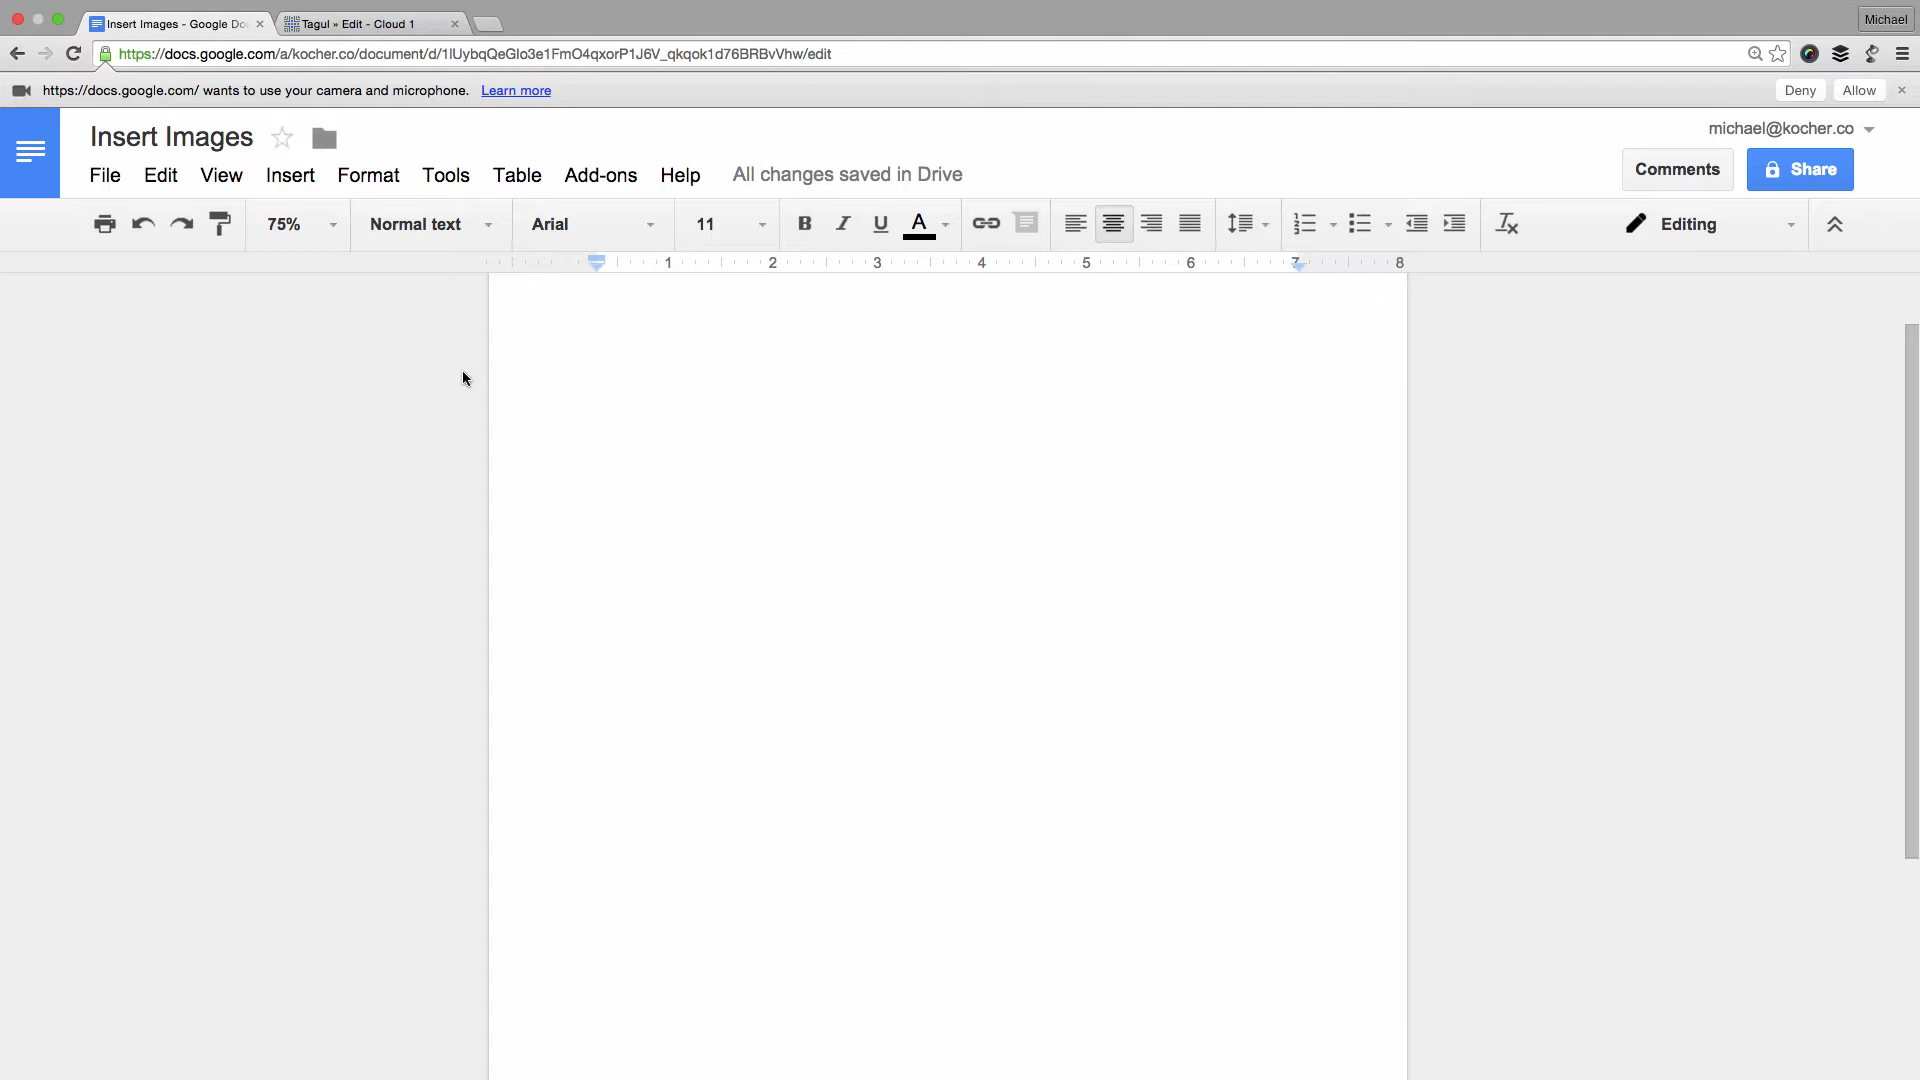 Insert Images - Google Do
Tagul » Edit - Cloud 1
Michael
https://docs.google.com/a/kocher.co/document/d/1lUybqQeGlo3e1FmO4qxorP1J6V_qkqok1d76BRBvVhw/edit
https://docs.google.com/ wants to use your camera and microphone. Learn more
Deny Allow
Insert Images
michael@kocher.co
File Edit View Insert Format Tools Table Add-ons Help All changes saved in Drive
Comments Share
75% Normal text Arial 11 B I U A Editing
1 2 3 4 5 6 7 8